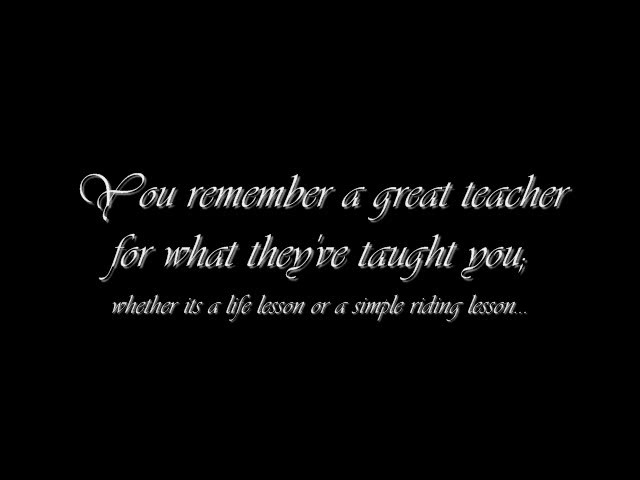 You remember a great teacher
for what they've taught you;
whether its a life lesson or a simple riding lesson...